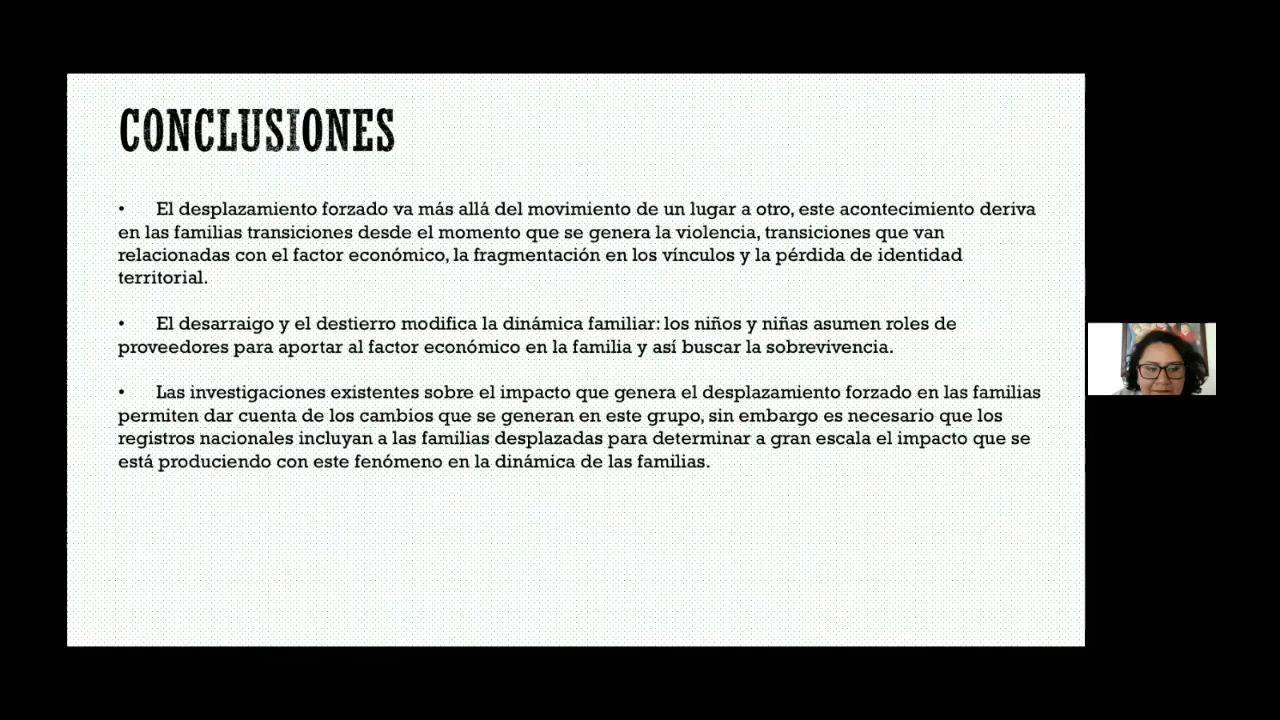 CONCLUSIONES
• El desplazamiento forzado va más allá del movimiento de un lugar a otro, este acontecimiento deriva
en las familias transiciones desde el momento que se genera la violencia, transiciones que van
relacionadas con el factor económico, la fragmentación en los vínculos y la pérdida de identidad
territorial.
• El desarraigo y el destierro modifica la dinámica familiar: los niños y niñas asumen roles de
proveedores para aportar al factor económico en la familia y así buscar la sobrevivencia.
• Las investigaciones existentes sobre el impacto que genera el desplazamiento forzado en las familias
permiten dar cuenta de los cambios que se generan en este grupo, sin embargo es necesario que los
registros nacionales incluyan a las familias desplazadas para determinar a gran escala el impacto que se
está produciendo con este fenómeno en la dinámica de las familias.